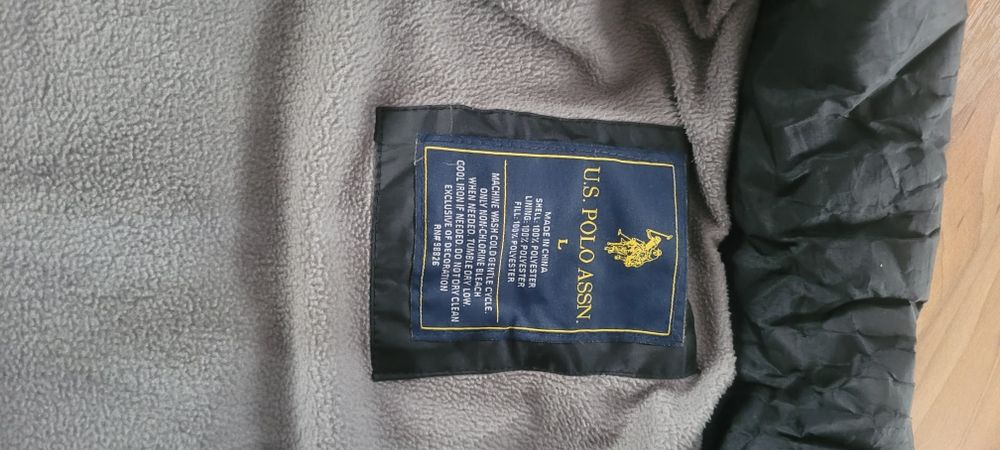 U.S. POLO ASSN.
L
MADE IN CHINA
SHELL: 100% POLYESTER
LINING: 100% POLYESTER
FILL: 100% POLYESTER
MACHINE WASH COLD GENTLE CYCLE.
ONLY NON-CHLORINE BLEACH
WHEN NEEDED. TUMBLE DRY LOW.
COOL IRON IF NEEDED. DO NOT DRY CLEAN
EXCLUSIVE OF DECORATION
RN# 98826